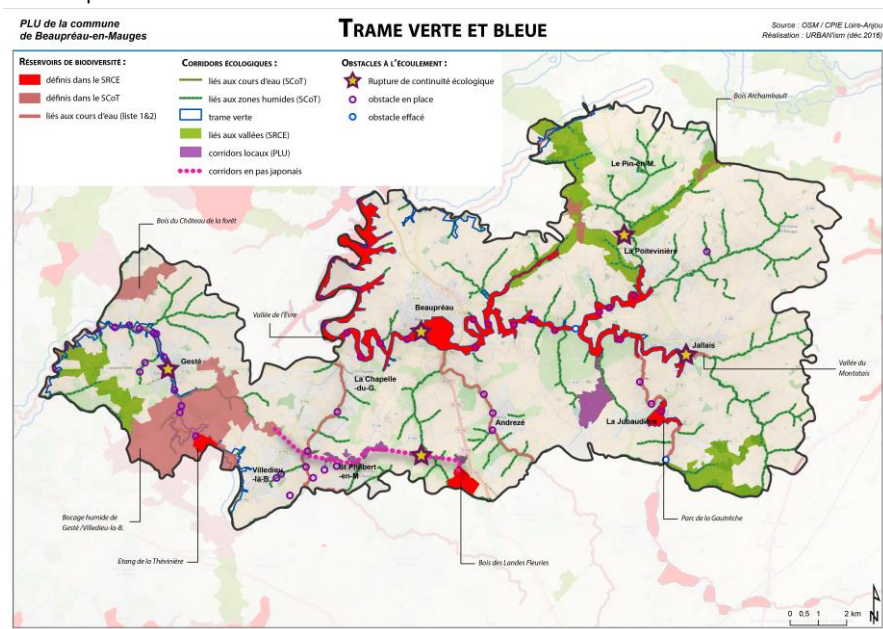 PLU de la commune
de Beaupréau-en-Mauges
TRAME VERTE ET BLEUE
Source : OSM / CPIE Loire-Anjou
Réalisation : URBAN'ism (déc.2016)
RÉSERVOIRS DE BIODIVERSITÉ :
définis dans le SRCE
définis dans le SCoT
liés aux cours d'eau (liste 1&2)
CORRIDORS ÉCOLOGIQUES :
liés aux cours d'eau (SCoT)
liés aux zones humides (SCoT)
trame verte
liés aux vallées (SRCE)
corridors locaux (PLU)
corridors en pas japonais
OBSTACLES À L'ÉCOULEMENT :
Rupture de continuité écologique
obstacle en place
obstacle effacé
Bois Archambault
Le Pin-en-M.
Bois du Château de la forêt
La Poitevinière
Beaupréau
Vallée de l'Evre
Gesté
Jallais
Vallée du
Montatais
La Chapelle
-du-G.
Andrezé
La Jubaudière
Villedieu
-la-B.
St Philbert
-en-M
Bocage humide de
Gesté /Villedieu-la-B.
Parc de la Gautrèche
Etang de la Thévinière
Bois des Landes Fleuries
0 0,5 1 2 km
N